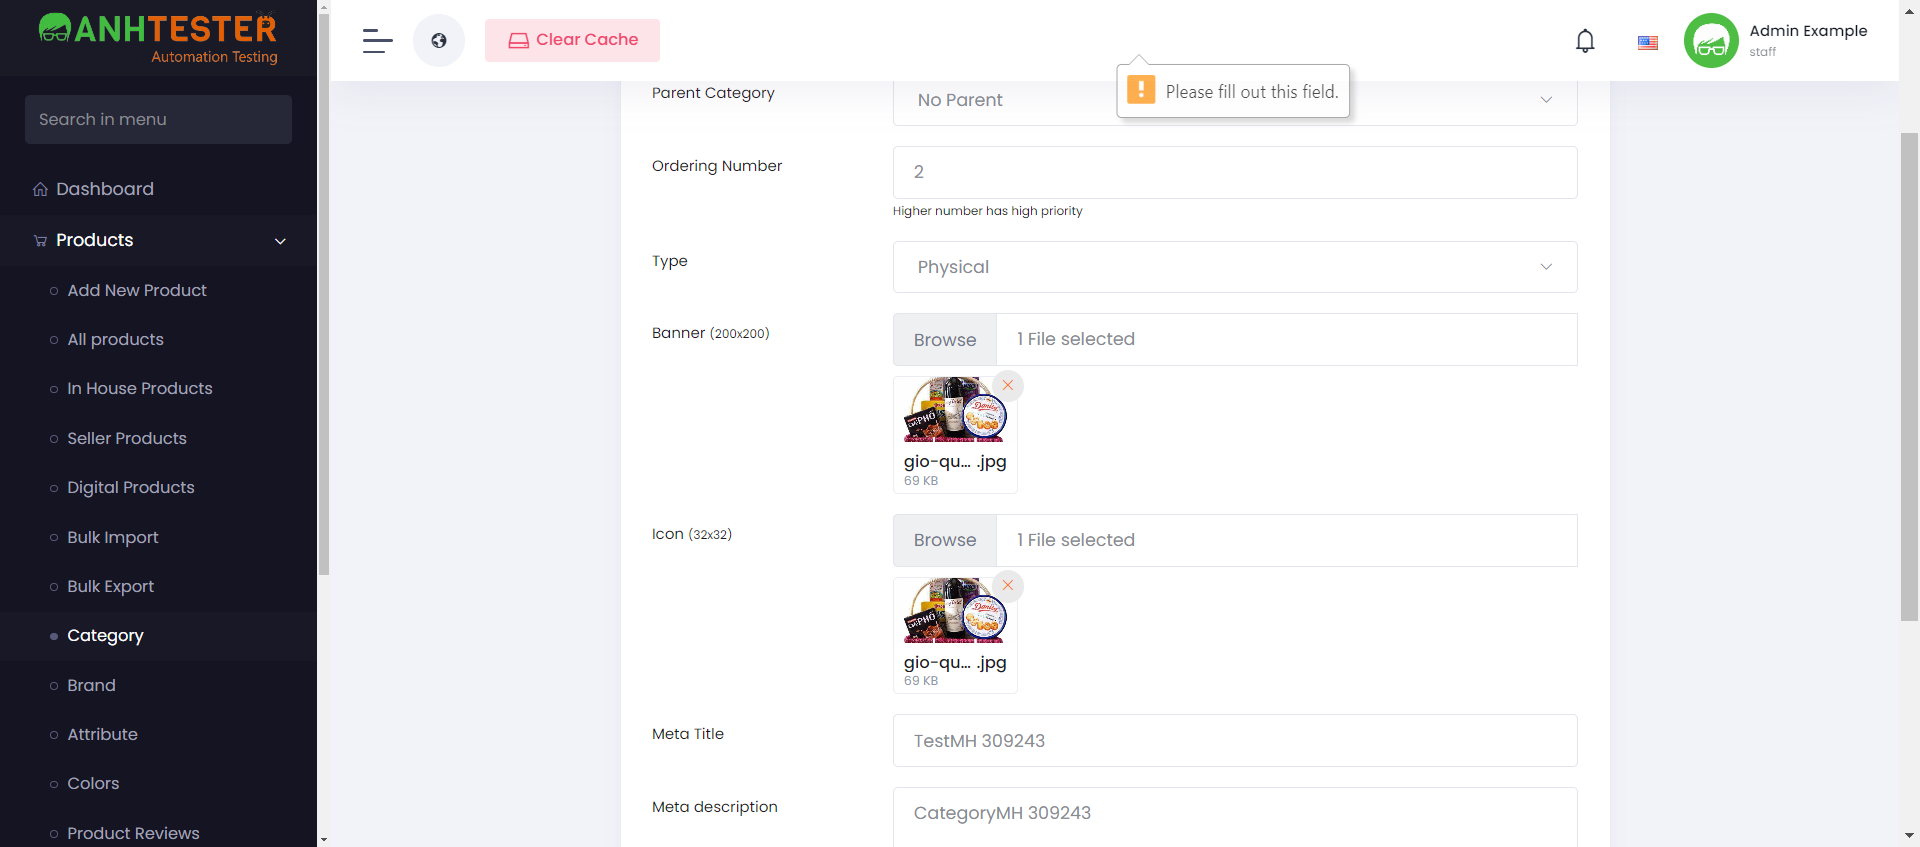 ANHTESTER
Automation Testing
Search in menu
Dashboard
Products
Add New Product
All products
In House Products
Seller Products
Digital Products
Bulk Import
Bulk Export
Category
Brand
Attribute
Colors
Product Reviews
Clear Cache
Admin Example
staff
Please fill out this field.
Parent Category
No Parent
Ordering Number
2
Higher number has high priority
Type
Physical
Banner (200x200)
Browse
1 File selected
Danisa
gio-qu... .jpg
69 KB
Icon (32x32)
Browse
1 File selected
Danisa
gio-qu... .jpg
69 KB
Meta Title
TestMH 309243
Meta description
CategoryMH 309243